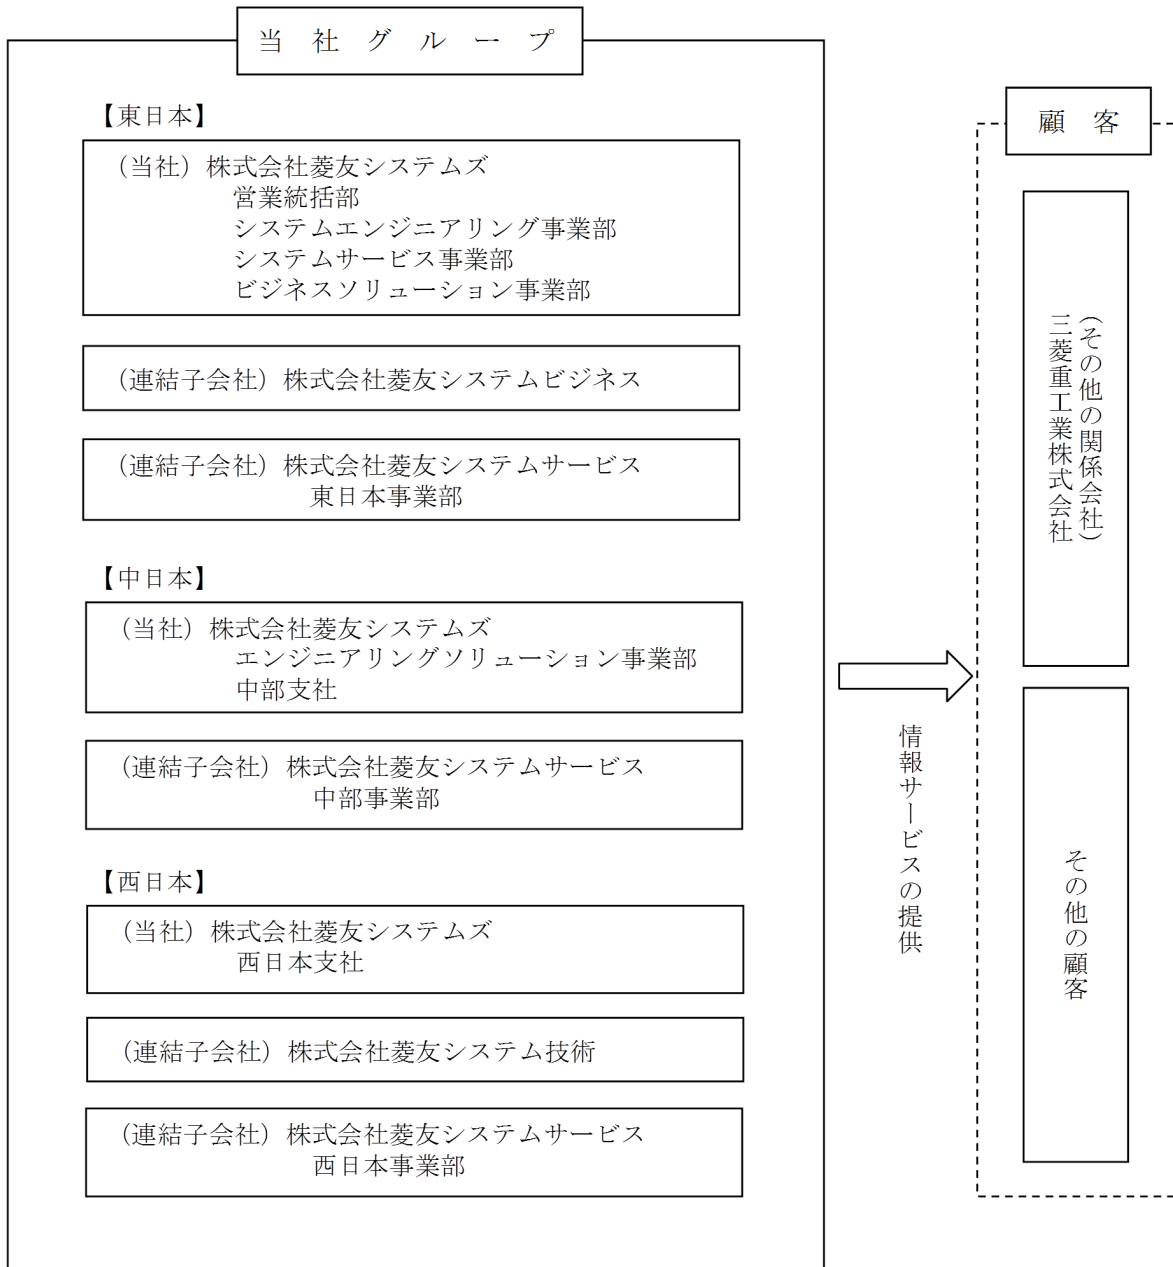 当社グループ
【東日本】
(当社)株式会社菱友システムズ
営業統括部
システムエンジニアリング事業部
システムサービス事業部
ビジネスソリューション事業部
(連結子会社)株式会社菱友システムビジネス
(連結子会社)株式会社菱友システムサービス
東日本事業部
【中日本】
(当社)株式会社菱友システムズ
エンジニアリングソリューション事業部
中部支社
(連結子会社)株式会社菱友システムサービス
中部事業部
【西日本】
(当社)株式会社菱友システムズ
西日本支社
(連結子会社)株式会社菱友システム技術
(連結子会社)株式会社菱友システムサービス
西日本事業部
情報サービスの提供
顧客
(その他の関係会社)
三菱重工業株式会社
その他の顧客